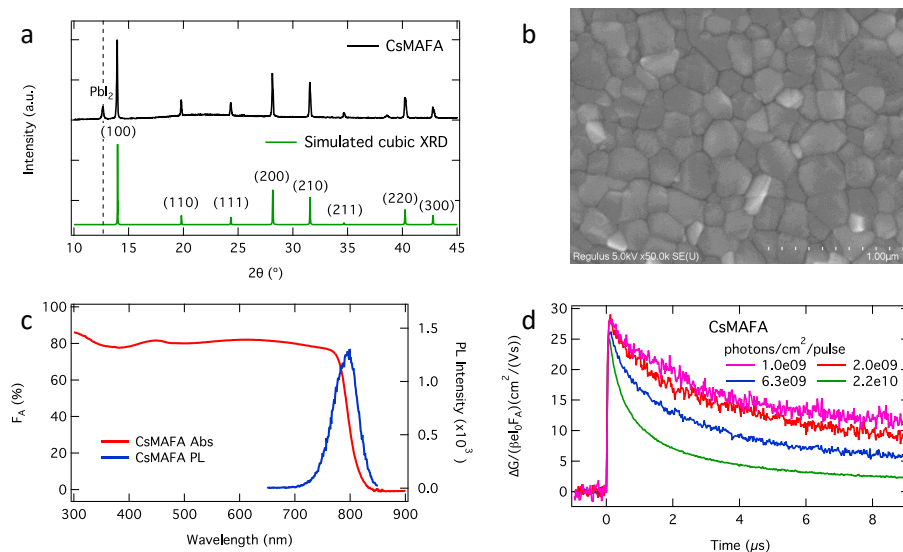 a
CsMAFA
PbI2
(100)
Simulated cubic XRD
(110)
(111)
(200)
(210)
(211)
(220)
(300)
Intensity (a.u.)
10 15 20 25 30 35 40 45
2θ (°)
b
Regulus 5.0kV x50.0k SE(U)
1.00µm
c
100
80
60
40
20
0
FA (%)
1.5
1.0
0.5
0.0
PL Intensity (x10³)
CsMAFA Abs
CsMAFA PL
300 400 500 600 700 800 900
Wavelength (nm)
d
CsMAFA
photons/cm²/pulse
1.0e09 2.0e09
6.3e09 2.2e10
30
25
20
15
10
5
0
ΔG/(βeI0FA)(cm²/(Vs))
0 2 4 6 8
Time (µs)